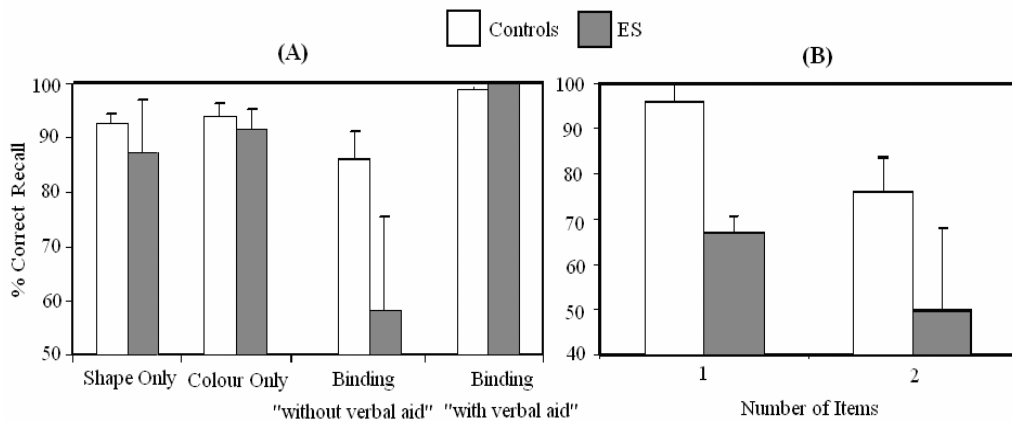 Controls ES
(A) (B)
% Correct Recall
100
90
80
70
60
50
Shape Only Colour Only Binding Binding
"without verbal aid" "with verbal aid"
100
90
80
70
60
50
40
1 2
Number of Items